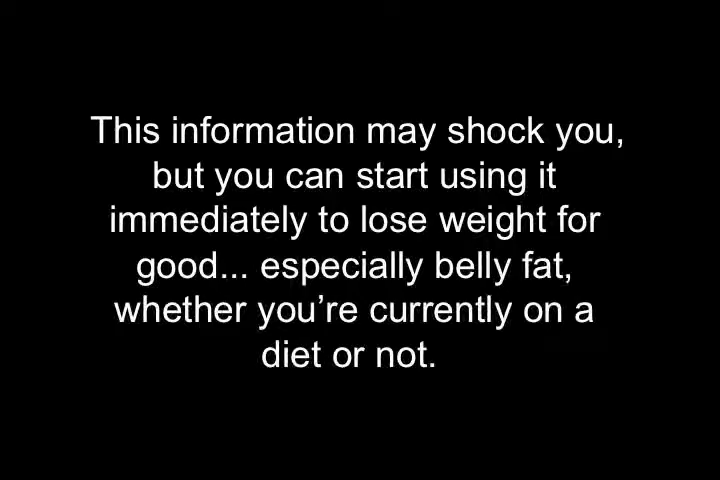 This information may shock you,
but you can start using it
immediately to lose weight for
good... especially belly fat,
whether you’re currently on a
diet or not.